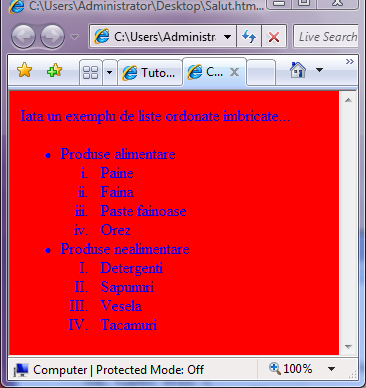 C:\Users\Administrator\Desktop\Salut.htm...
C:\Users\Administra
Live Search
Tuto...
C...
Iata un exemplu de liste ordonate imbricate...
• Produse alimentare
i. Paine
ii. Faina
iii. Paste fainoase
iv. Orez
• Produse nealimentare
I. Detergenti
II. Sapunuri
III. Vesela
IV. Tacamuri
Computer | Protected Mode: Off
100%